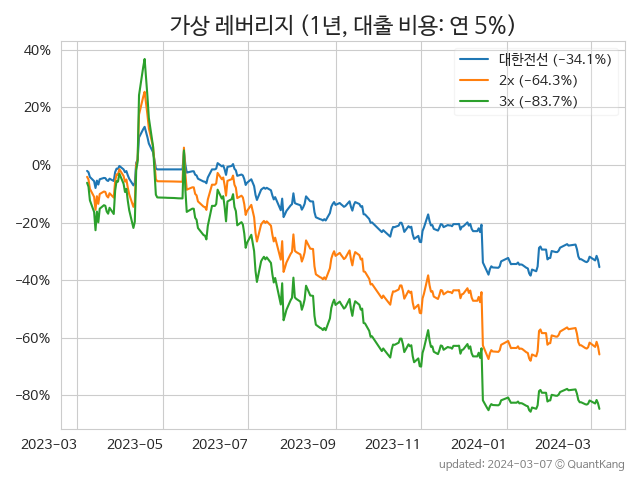 가상 레버리지 (1년, 대출 비용: 연 5%)
대한전선 (−34.1%)
2x (−64.3%)
3x (−83.7%)
40%
20%
0%
−20%
−40%
−60%
−80%
2023-03 2023-05 2023-07 2023-09 2023-11 2024-01 2024-03
updated: 2024-03-07 © QuantKang